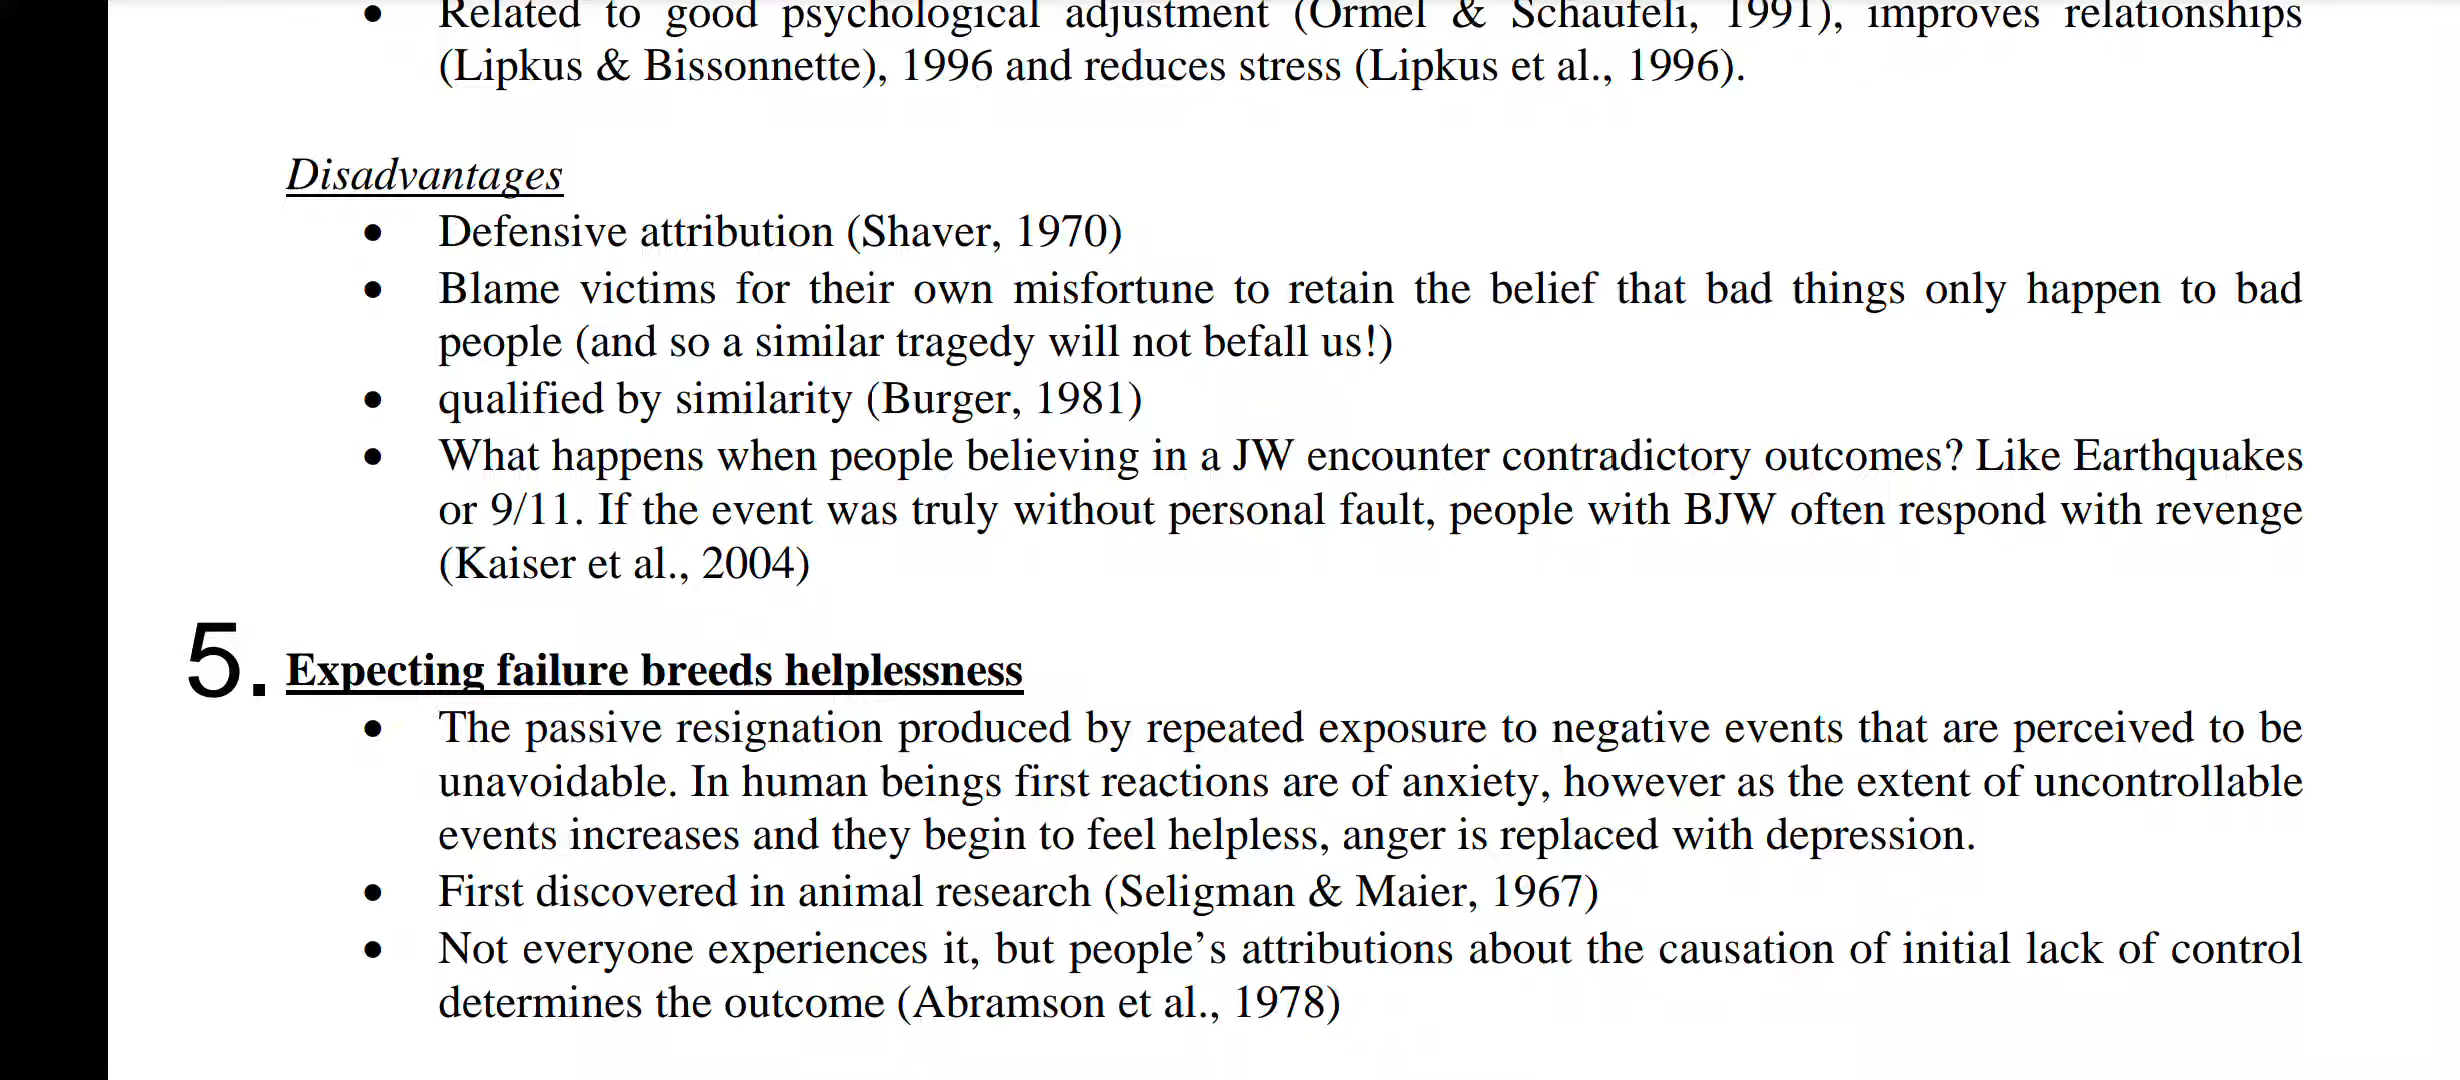 • Related to good psychological adjustment (Ormel & Schaufeli, 1991), improves relationships
(Lipkus & Bissonnette), 1996 and reduces stress (Lipkus et al., 1996).
Disadvantages
• Defensive attribution (Shaver, 1970)
• Blame victims for their own misfortune to retain the belief that bad things only happen to bad
people (and so a similar tragedy will not befall us!)
• qualified by similarity (Burger, 1981)
• What happens when people believing in a JW encounter contradictory outcomes? Like Earthquakes
or 9/11. If the event was truly without personal fault, people with BJW often respond with revenge
(Kaiser et al., 2004)
5. Expecting failure breeds helplessness
• The passive resignation produced by repeated exposure to negative events that are perceived to be
unavoidable. In human beings first reactions are of anxiety, however as the extent of uncontrollable
events increases and they begin to feel helpless, anger is replaced with depression.
• First discovered in animal research (Seligman & Maier, 1967)
• Not everyone experiences it, but people’s attributions about the causation of initial lack of control
determines the outcome (Abramson et al., 1978)